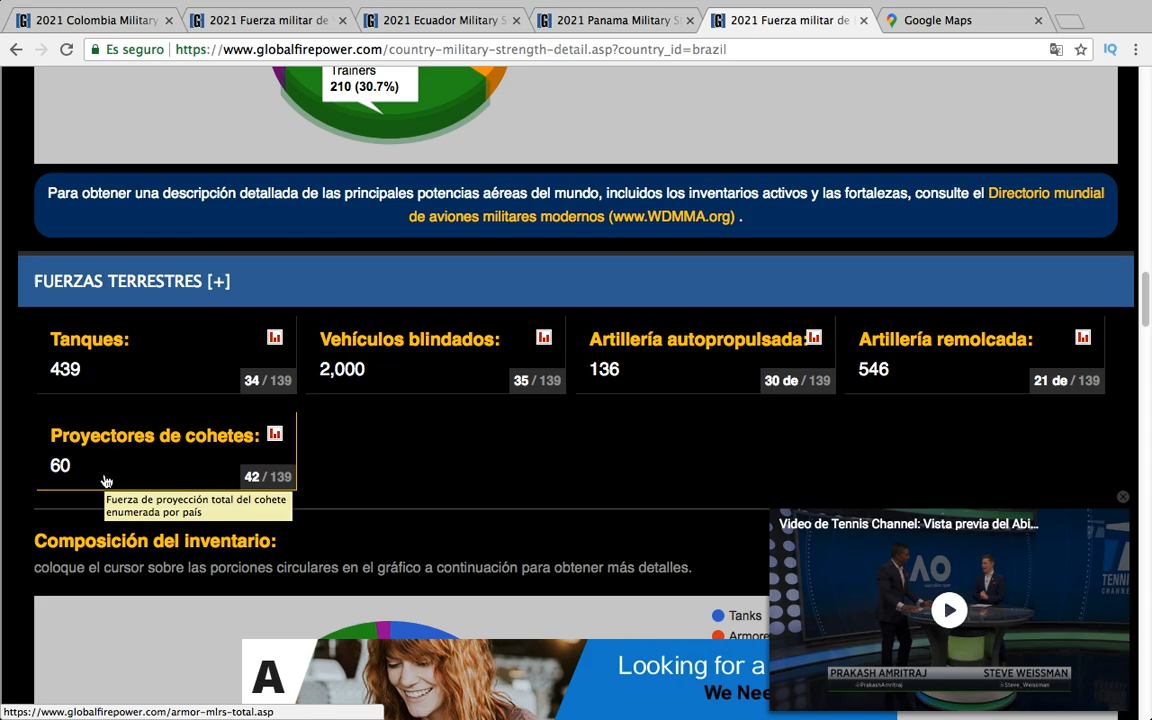 2021 Colombia Military
2021 Fuerza militar de
2021 Ecuador Military S
2021 Panama Military S
2021 Fuerza militar de
Google Maps
Es seguro
https://www.globalfirepower.com/country-military-strength-detail.asp?country_id=brazil
Trainers
210 (30.7%)
Para obtener una descripción detallada de las principales potencias aéreas del mundo, incluidos los inventarios activos y las fortalezas, consulte el Directorio mundial
de aviones militares modernos (www.WDMMA.org) .
FUERZAS TERRESTRES [+]
Tanques:
439
34 / 139
Vehículos blindados:
2,000
35 / 139
Artillería autopropulsada:
136
30 de / 139
Artillería remolcada:
546
21 de / 139
Proyectores de cohetes:
60
42 / 139
Fuerza de proyección total del cohete
enumerada por país
Composición del inventario:
coloque el cursor sobre las porciones circulares en el gráfico a continuación para obtener más detalles.
Tanks
Armore
Video de Tennis Channel: Vista previa del Abi...
AO
TENNIS
CHANNEL
PRAKASH AMRITRAJ
@PrakashAmritraj
STEVE WEISSMAN
@Steve_Weissman
A
Looking for a
We Nee
https://www.globalfirepower.com/armor-mlrs-total.asp